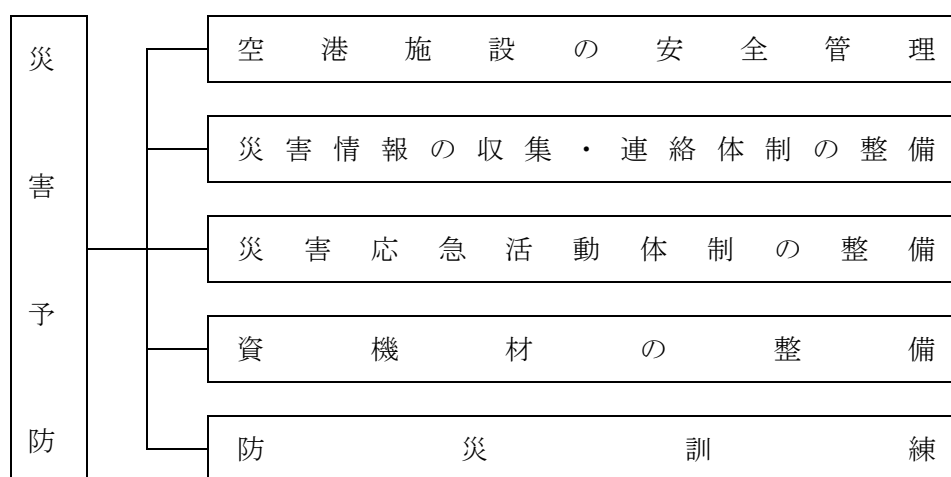 災害予防
空港施設の安全管理
災害情報の収集・連絡体制の整備
災害応急活動体制の整備
資機材の整備
防災訓練